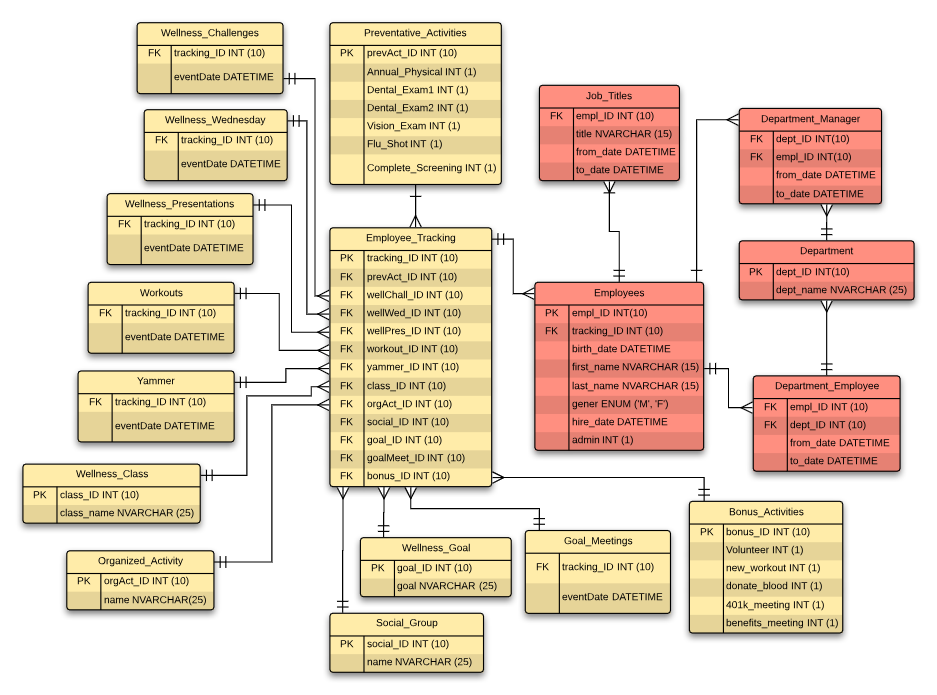 Wellness_Challenges
FK tracking_ID INT (10)
eventDate DATETIME
Preventative_Activities
PK prevAct_ID INT (10)
Annual_Physical INT (1)
Dental_Exam1 INT (1)
Dental_Exam2 INT (1)
Vision_Exam INT (1)
Flu_Shot INT (1)
Complete_Screening INT (1)
Job_Titles
FK empl_ID INT (10)
title NVARCHAR (15)
from_date DATETIME
to_date DATETIME
Department_Manager
FK dept_ID INT(10)
FK empl_ID INT(10)
from_date DATETIME
to_date DATETIME
Wellness_Wednesday
FK tracking_ID INT (10)
eventDate DATETIME
Wellness_Presentations
FK tracking_ID INT (10)
eventDate DATETIME
Employee_Tracking
PK tracking_ID INT (10)
FK prevAct_ID INT (10)
FK wellChall_ID INT (10)
FK wellWed_ID INT (10)
FK wellPres_ID INT (10)
FK workout_ID INT (10)
FK yammer_ID INT (10)
FK class_ID INT (10)
FK orgAct_ID INT (10)
FK social_ID INT (10)
FK goal_ID INT (10)
FK goalMeet_ID INT (10)
FK bonus_ID INT (10)
Department
PK dept_ID INT(10)
dept_name NVARCHAR (25)
Workouts
FK tracking_ID INT (10)
eventDate DATETIME
Employees
PK empl_ID INT(10)
FK tracking_ID INT (10)
birth_date DATETIME
first_name NVARCHAR (15)
last_name NVARCHAR (15)
gener ENUM ('M', 'F')
hire_date DATETIME
admin INT (1)
Yammer
FK tracking_ID INT (10)
eventDate DATETIME
Department_Employee
FK empl_ID INT (10)
FK dept_ID INT (10)
from_date DATETIME
to_date DATETIME
Wellness_Class
PK class_ID INT (10)
class_name NVARCHAR (25)
Organized_Activity
PK orgAct_ID INT (10)
name NVARCHAR(25)
Wellness_Goal
PK goal_ID INT (10)
goal NVARCHAR (25)
Goal_Meetings
FK tracking_ID INT (10)
eventDate DATETIME
Bonus_Activities
PK bonus_ID INT (10)
Volunteer INT (1)
new_workout INT (1)
donate_blood INT (1)
401k_meeting INT (1)
benefits_meeting INT (1)
Social_Group
PK social_ID INT (10)
name NVARCHAR (25)